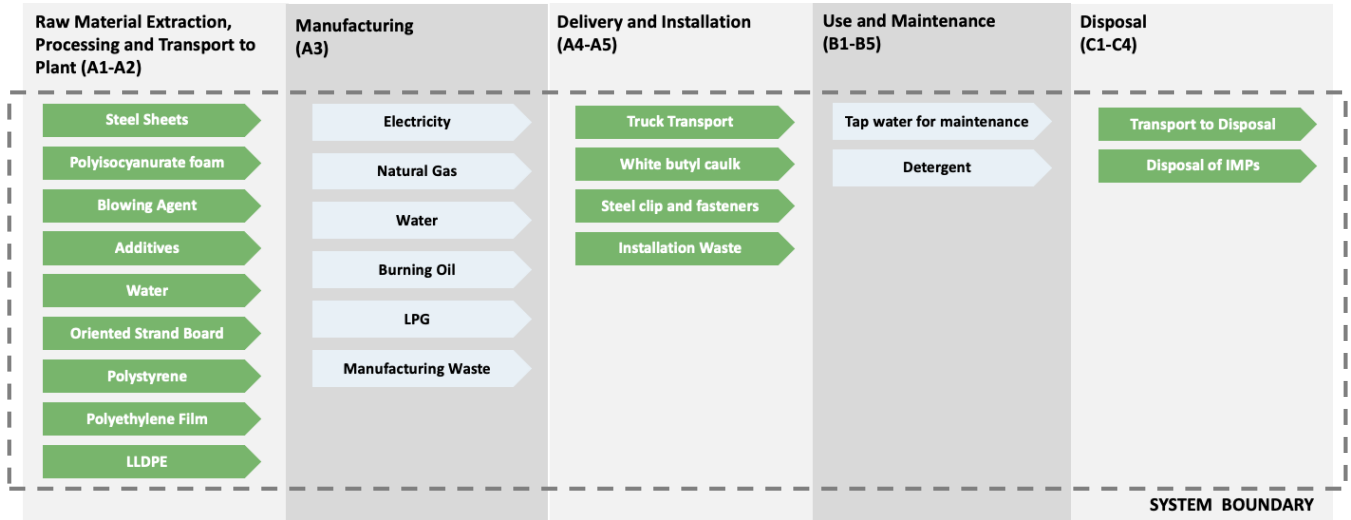 Raw Material Extraction,
Processing and Transport to
Plant (A1-A2)
Steel Sheets
Polyisocyanurate foam
Blowing Agent
Additives
Water
Oriented Strand Board
Polystyrene
Polyethylene Film
LLDPE
Manufacturing
(A3)
Electricity
Natural Gas
Water
Burning Oil
LPG
Manufacturing Waste
Delivery and Installation
(A4-A5)
Truck Transport
White butyl caulk
Steel clip and fasteners
Installation Waste
Use and Maintenance
(B1-B5)
Tap water for maintenance
Detergent
Disposal
(C1-C4)
Transport to Disposal
Disposal of IMPs
SYSTEM BOUNDARY